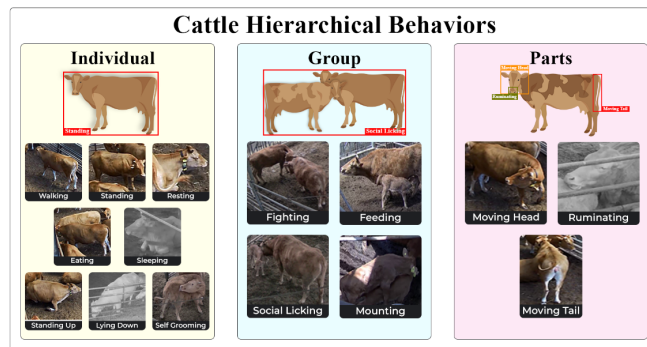 Cattle Hierarchical Behaviors
Individual
Standing
Walking
Standing
Resting
Eating
Sleeping
Standing Up
Lying Down
Self Grooming
Group
Social Licking
Fighting
Feeding
Social Licking
Mounting
Parts
Moving Head
Ruminating
Moving Tail
Moving Head
Ruminating
Moving Tail